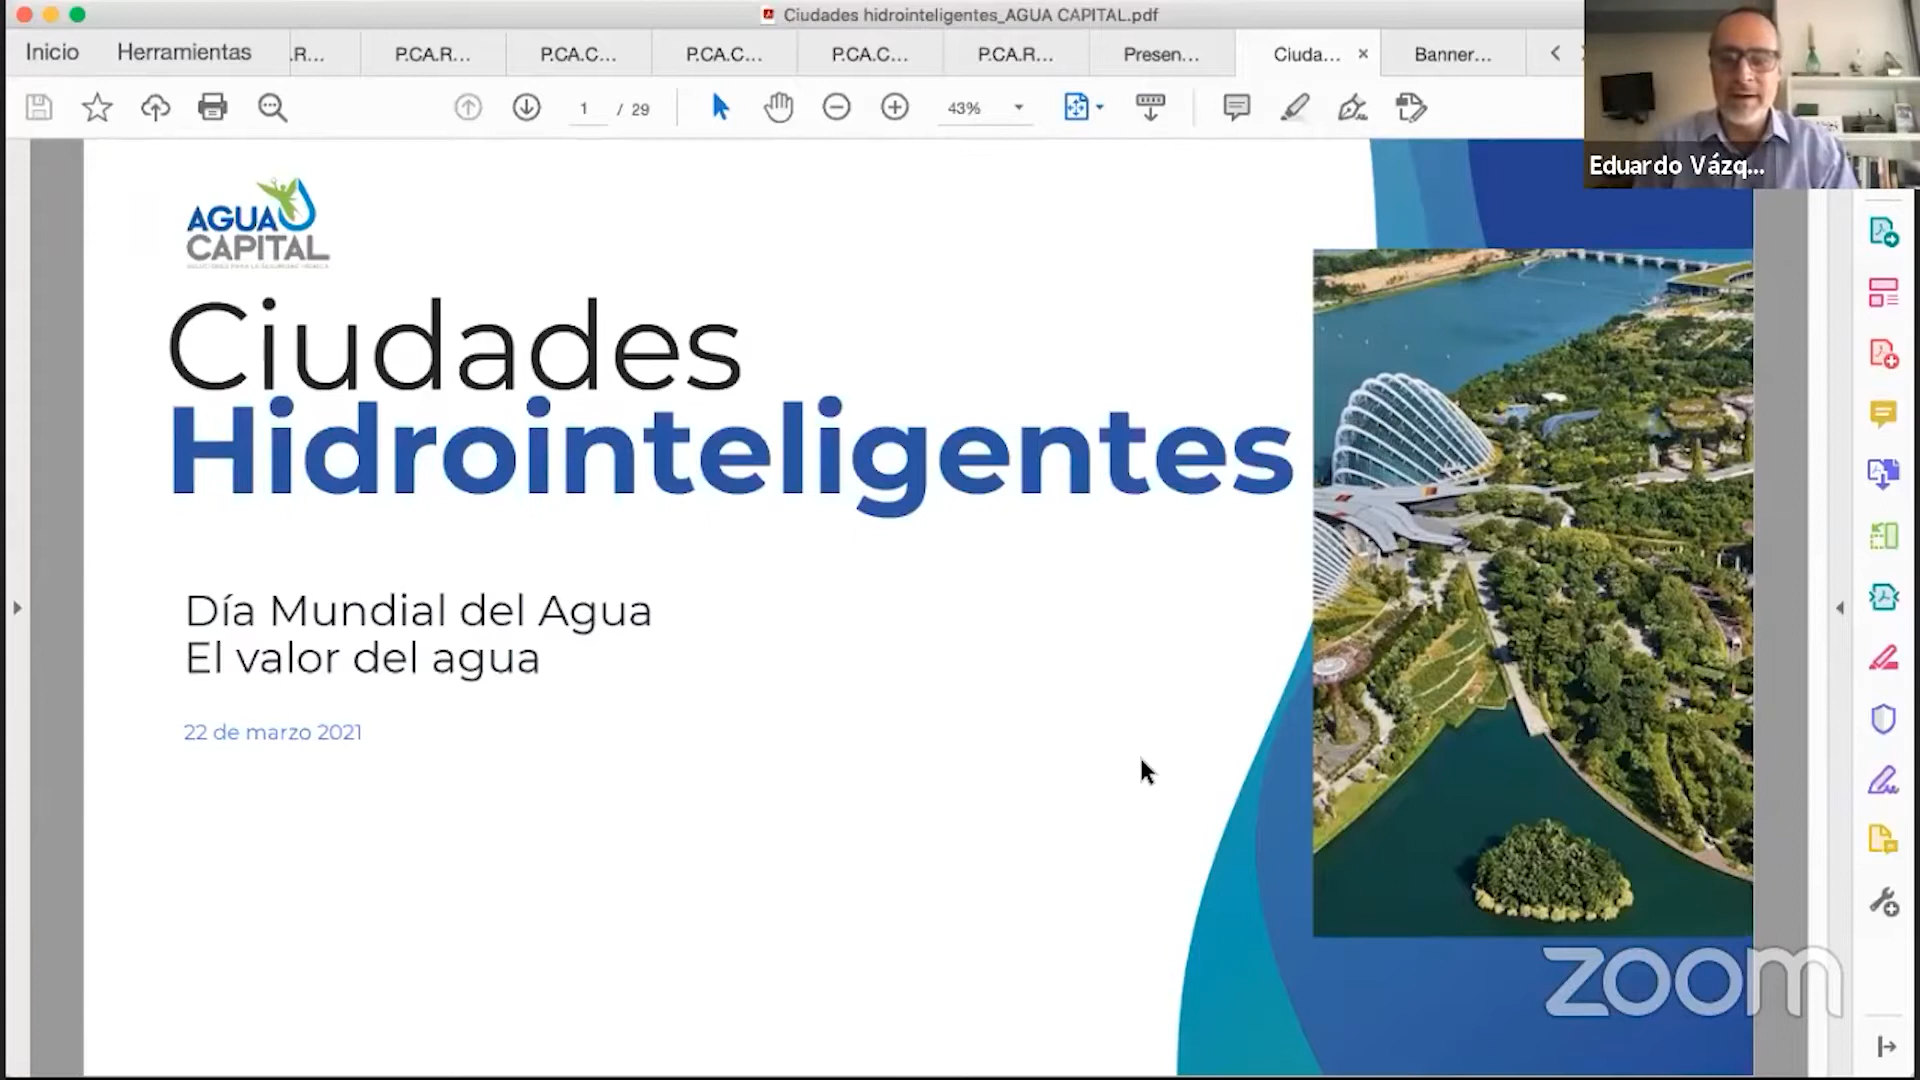 Ciudades hidrointeligentes_AGUA CAPITAL.pdf
Inicio
Herramientas
.R...
P.CA.R...
P.CA.C...
P.CA.C...
P.CA.C...
P.CA.R...
Presen...
Ciuda...
Banner...
1 / 29
43%
Eduardo Vázq...
AGUA
CAPITAL
Ciudades
Hidrointeligentes
Día Mundial del Agua
El valor del agua
22 de marzo 2021
zoom